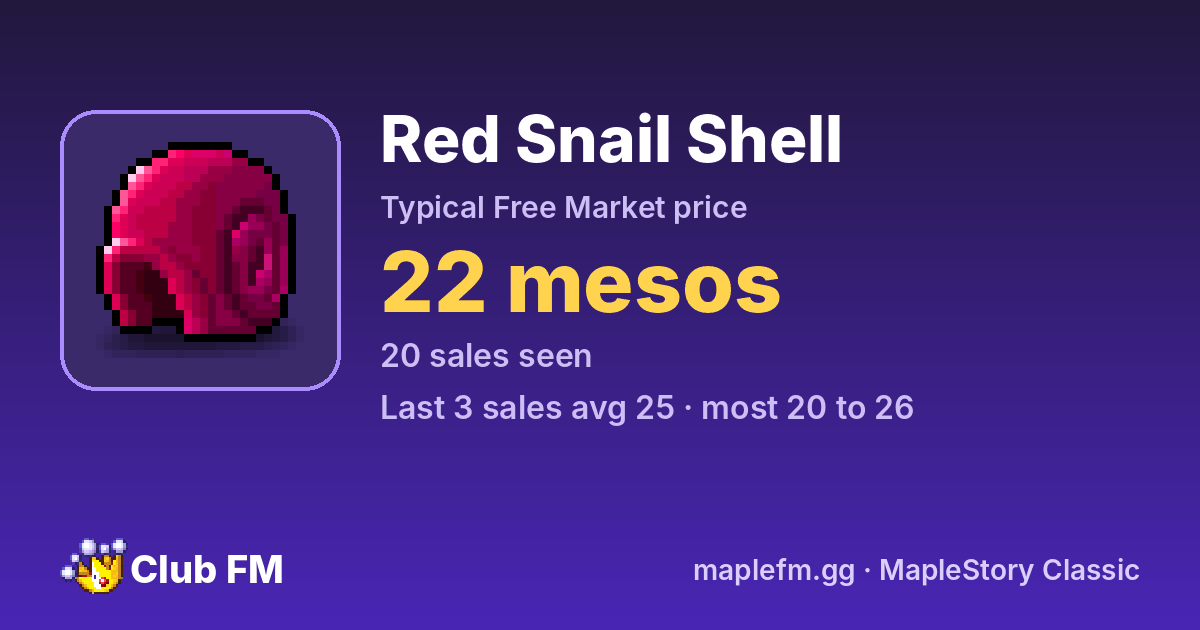 Red Snail Shell
Typical Free Market price
22 mesos
20 sales seen
Last 3 sales avg 25 · most 20 to 26
Club FM
maplefm.gg · MapleStory Classic